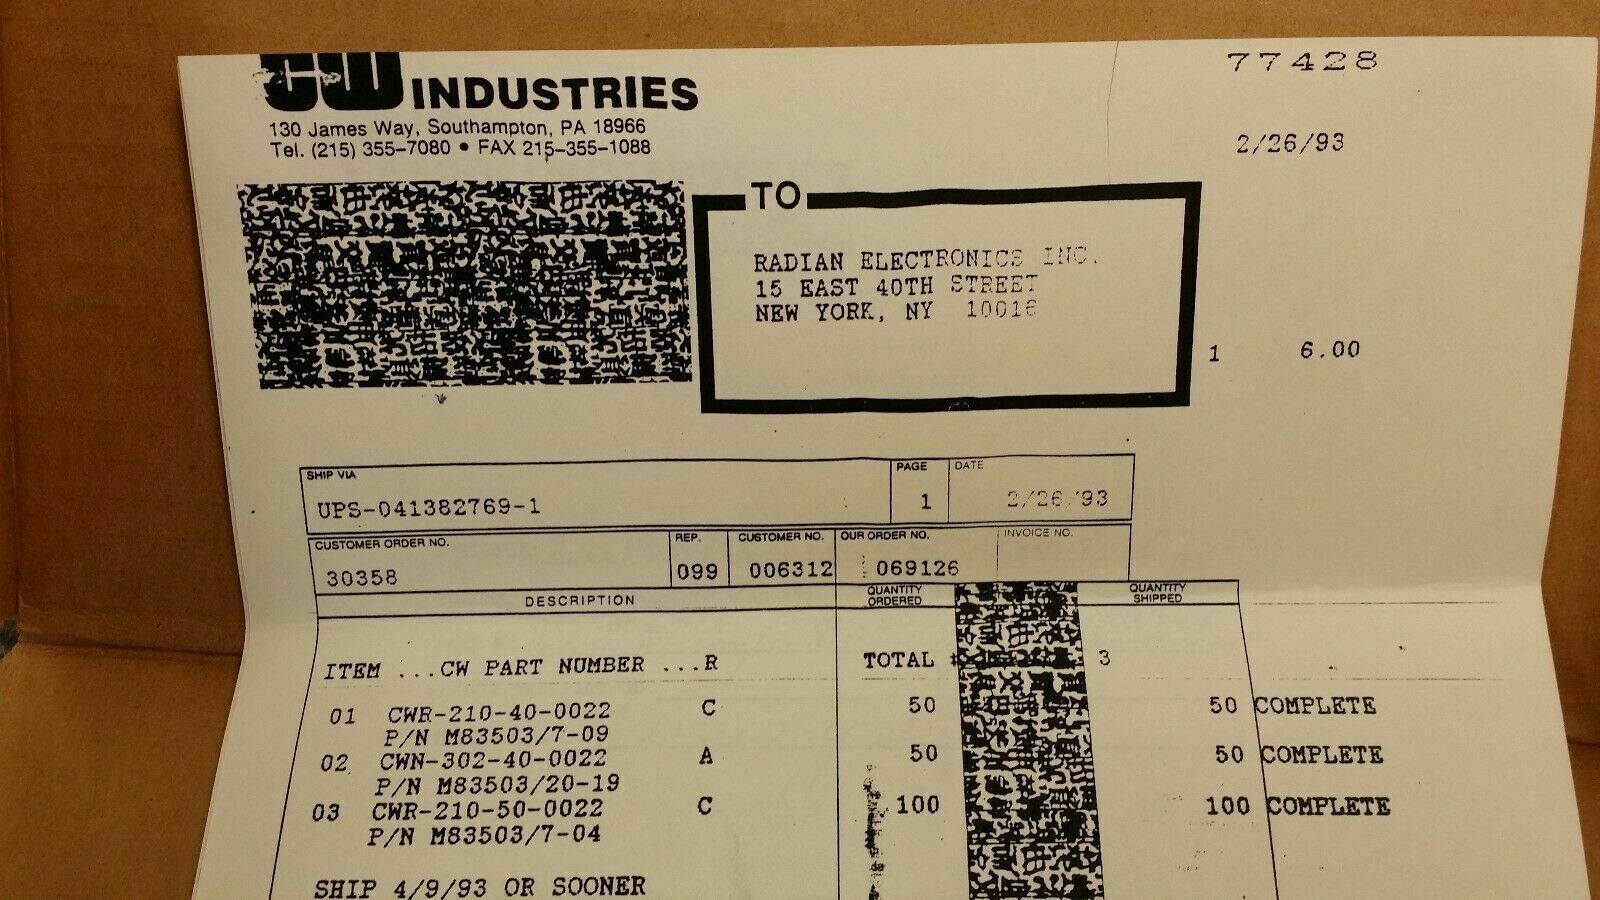 CW INDUSTRIES
77428
130 James Way, Southampton, PA 18966
Tel. (215) 355-7080 • FAX 215-355-1088
2/26/93
TO
RADIAN ELECTRONICS INC.
15 EAST 40TH STREET
NEW YORK, NY 10016
1 6.00
SHIP VIA PAGE DATE
UPS-041382769-1 1 2/26/93
CUSTOMER ORDER NO. REP. CUSTOMER NO. OUR ORDER NO. INVOICE NO.
30358 099 006312 069126
DESCRIPTION QUANTITY ORDERED QUANTITY SHIPPED
ITEM ...CW PART NUMBER ...R TOTAL # 3
01 CWR-210-40-0022 C 50 50 COMPLETE
P/N M83503/7-09
02 CWN-302-40-0022 A 50 50 COMPLETE
P/N M83503/20-19
03 CWR-210-50-0022 C 100 100 COMPLETE
P/N M83503/7-04
SHIP 4/9/93 OR SOONER